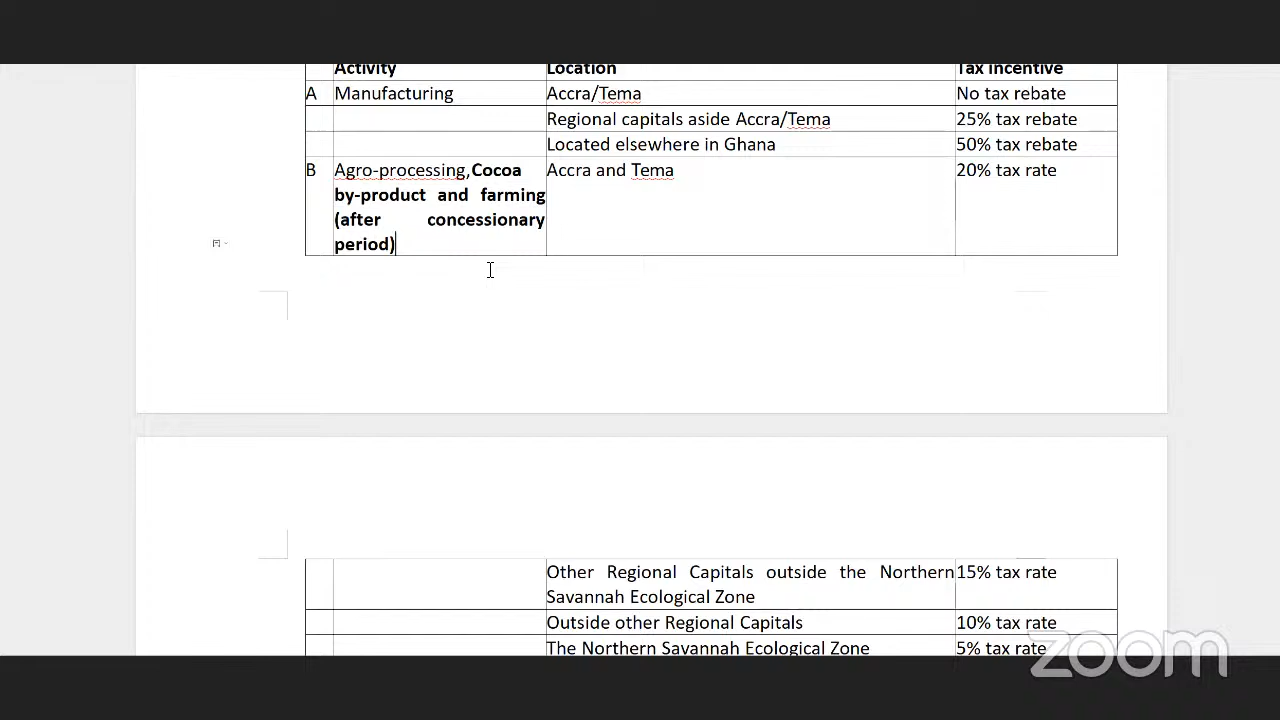 Activity Location Tax Incentive
A Manufacturing Accra/Tema No tax rebate
Regional capitals aside Accra/Tema 25% tax rebate
Located elsewhere in Ghana 50% tax rebate
B Agro-processing,Cocoa Accra and Tema 20% tax rate
by-product and farming
(after concessionary
period)
Other Regional Capitals outside the Northern 15% tax rate
Savannah Ecological Zone
Outside other Regional Capitals 10% tax rate
The Northern Savannah Ecological Zone 5% tax rate
zoom